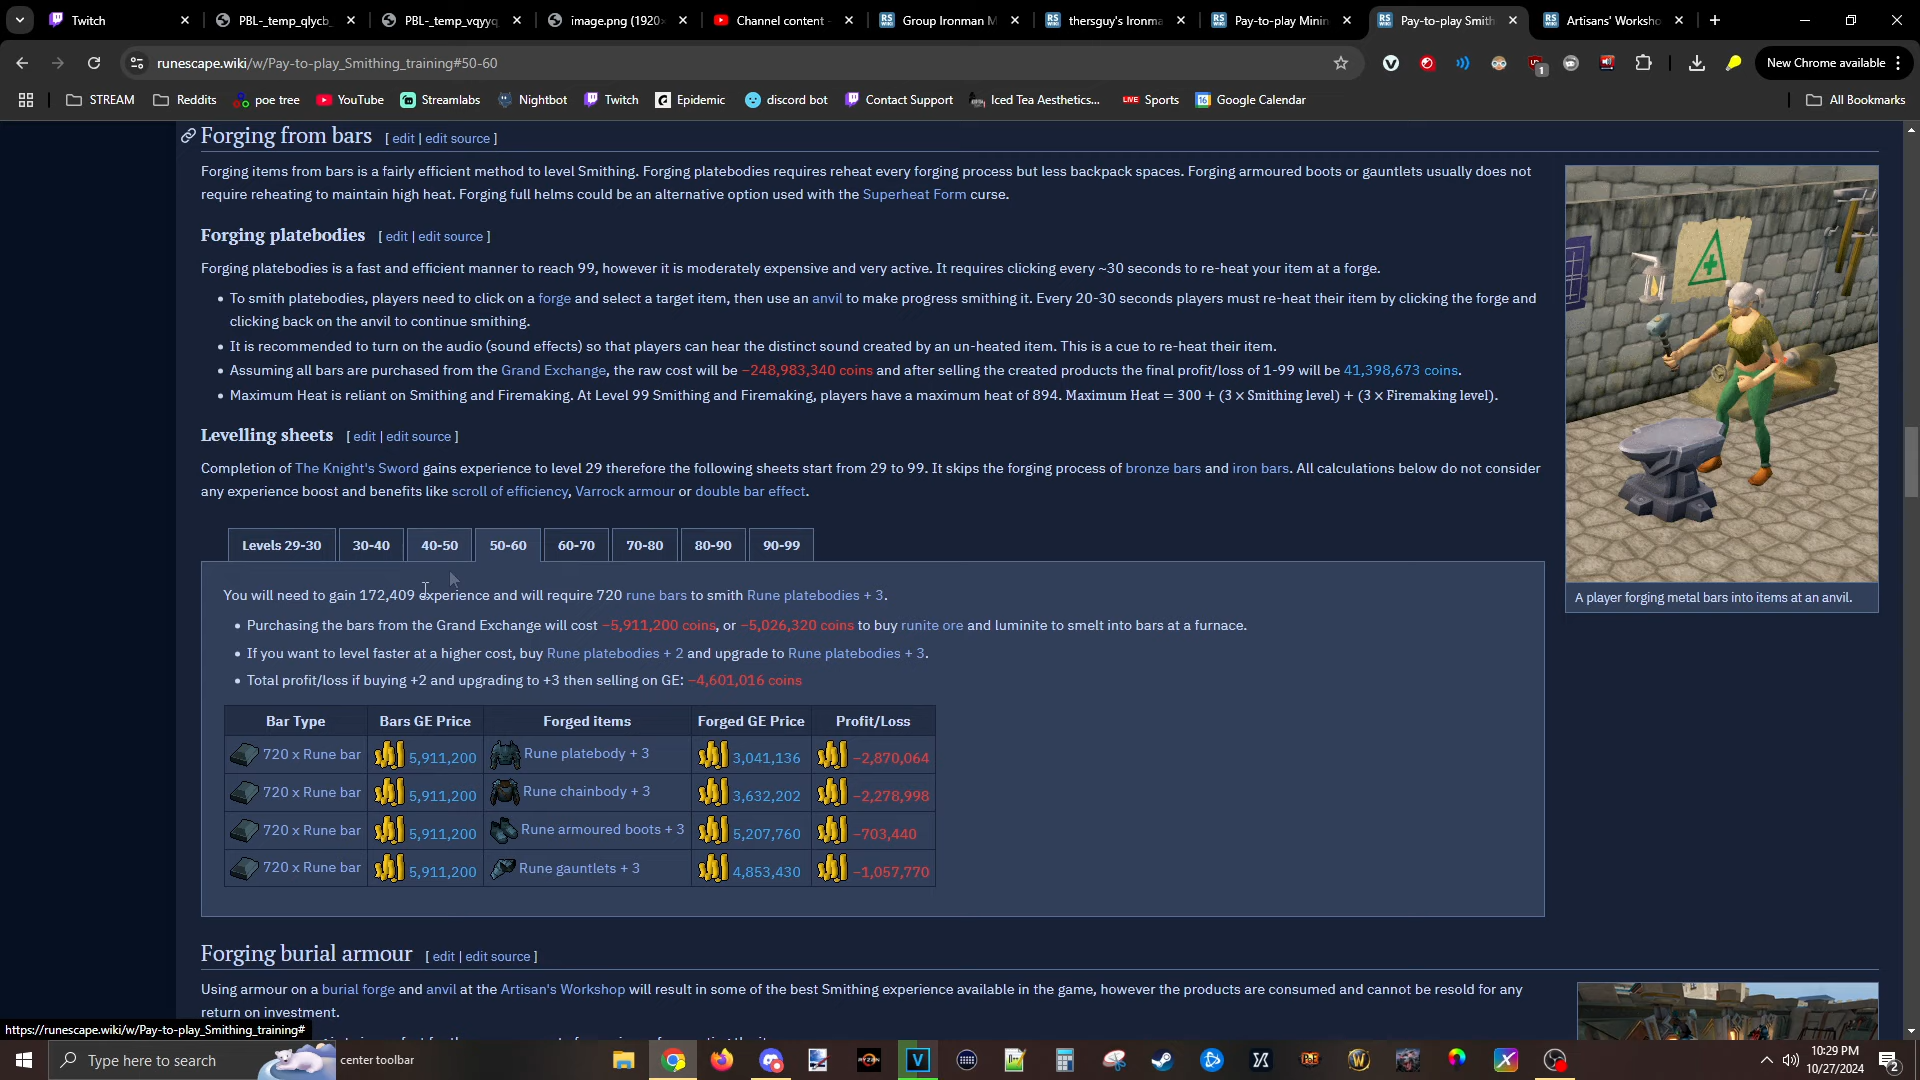 Twitch
PBL-_temp_qlycb_
PBL-_temp_vqyyq
image.png (1920×
Channel content -
Group Ironman M
thersguy's Ironma
Pay-to-play Minin
Pay-to-play Smith
Artisans' Worksho
runescape.wiki/w/Pay-to-play_Smithing_training#50-60
New Chrome available
STREAM
Reddits
poe tree
YouTube
Streamlabs
Nightbot
Twitch
Epidemic
discord bot
Contact Support
Iced Tea Aesthetics...
LIVE Sports
Google Calendar
All Bookmarks
Forging from bars [ edit | edit source ]
Forging items from bars is a fairly efficient method to level Smithing. Forging platebodies requires reheat every forging process but less backpack spaces. Forging armoured boots or gauntlets usually does not
require reheating to maintain high heat. Forging full helms could be an alternative option used with the Superheat Form curse.
Forging platebodies [ edit | edit source ]
Forging platebodies is a fast and efficient manner to reach 99, however it is moderately expensive and very active. It requires clicking every ~30 seconds to re-heat your item at a forge.
• To smith platebodies, players need to click on a forge and select a target item, then use an anvil to make progress smithing it. Every 20-30 seconds players must re-heat their item by clicking the forge and
clicking back on the anvil to continue smithing.
• It is recommended to turn on the audio (sound effects) so that players can hear the distinct sound created by an un-heated item. This is a cue to re-heat their item.
• Assuming all bars are purchased from the Grand Exchange, the raw cost will be −248,983,340 coins and after selling the created products the final profit/loss of 1-99 will be 41,398,673 coins.
• Maximum Heat is reliant on Smithing and Firemaking. At Level 99 Smithing and Firemaking, players have a maximum heat of 894. Maximum Heat = 300 + (3 × Smithing level) + (3 × Firemaking level).
A player forging metal bars into items at an anvil.
Levelling sheets [ edit | edit source ]
Completion of The Knight's Sword gains experience to level 29 therefore the following sheets start from 29 to 99. It skips the forging process of bronze bars and iron bars. All calculations below do not consider
any experience boost and benefits like scroll of efficiency, Varrock armour or double bar effect.
Levels 29-30 30-40 40-50 50-60 60-70 70-80 80-90 90-99
You will need to gain 172,409 experience and will require 720 rune bars to smith Rune platebodies + 3.
• Purchasing the bars from the Grand Exchange will cost −5,911,200 coins, or −5,026,320 coins to buy runite ore and luminite to smelt into bars at a furnace.
• If you want to level faster at a higher cost, buy Rune platebodies + 2 and upgrade to Rune platebodies + 3.
• Total profit/loss if buying +2 and upgrading to +3 then selling on GE: −4,601,016 coins
Bar Type Bars GE Price Forged items Forged GE Price Profit/Loss
720 x Rune bar 5,911,200 Rune platebody + 3 3,041,136 −2,870,064
720 x Rune bar 5,911,200 Rune chainbody + 3 3,632,202 −2,278,998
720 x Rune bar 5,911,200 Rune armoured boots + 3 5,207,760 −703,440
720 x Rune bar 5,911,200 Rune gauntlets + 3 4,853,430 −1,057,770
Forging burial armour [ edit | edit source ]
Using armour on a burial forge and anvil at the Artisan's Workshop will result in some of the best Smithing experience available in the game, however the products are consumed and cannot be resold for any
return on investment.
https://runescape.wiki/w/Pay-to-play_Smithing_training#
Type here to search
center toolbar
10:29 PM
10/27/2024
2